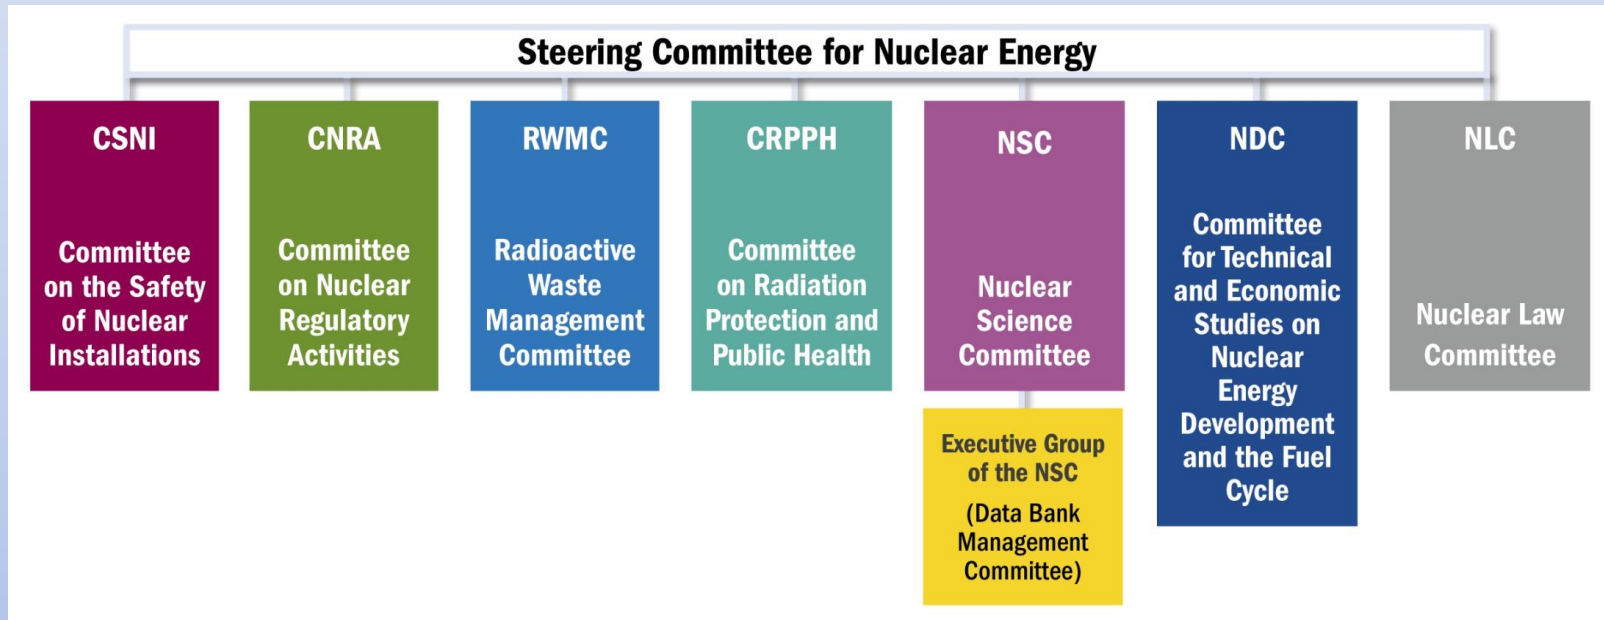 Steering Committee for Nuclear Energy
CSNI
Committee
on the Safety
of Nuclear
Installations
CNRA
Committee
on Nuclear
Regulatory
Activities
RWMC
Radioactive
Waste
Management
Committee
CRPPH
Committee
on Radiation
Protection and
Public Health
NSC
Nuclear
Science
Committee
Executive Group
of the NSC
(Data Bank
Management
Committee)
NDC
Committee
for Technical
and Economic
Studies on
Nuclear
Energy
Development
and the Fuel
Cycle
NLC
Nuclear Law
Committee